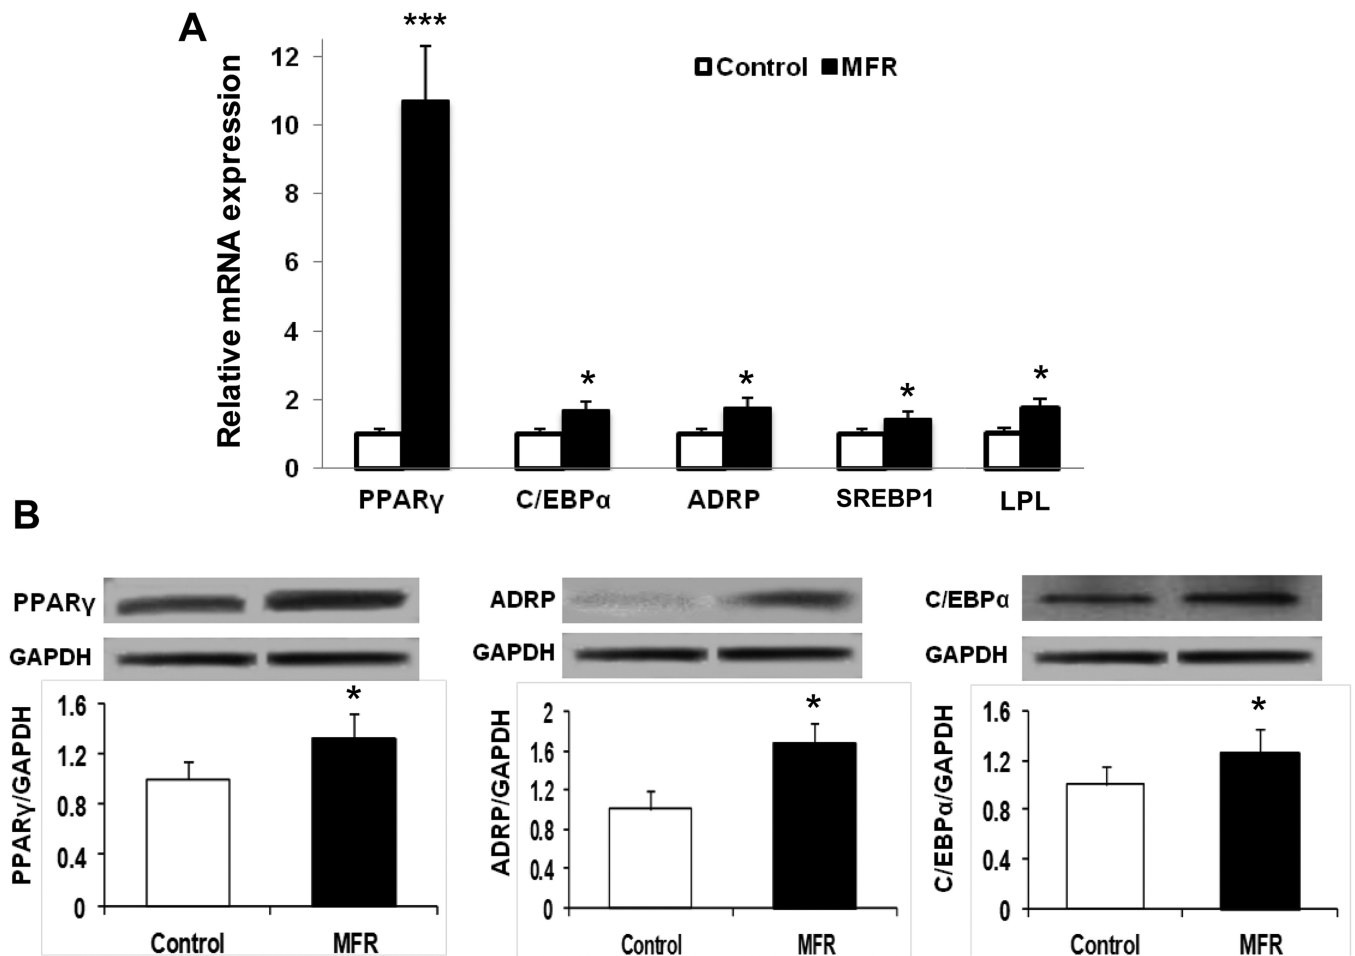 A
***
12
10
8
6
4
2
0
Relative mRNA expression
Control MFR
* * * *
PPARγ C/EBPα ADRP SREBP1 LPL
B
PPARγ
GAPDH
*
1.6
1.2
0.8
0.4
0
PPARγ/GAPDH
Control MFR
ADRP
GAPDH
*
2
1.6
1.2
0.8
0.4
0
ADRP/GAPDH
Control MFR
C/EBPα
GAPDH
*
1.6
1.2
0.8
0.4
0
C/EBPα/GAPDH
Control MFR